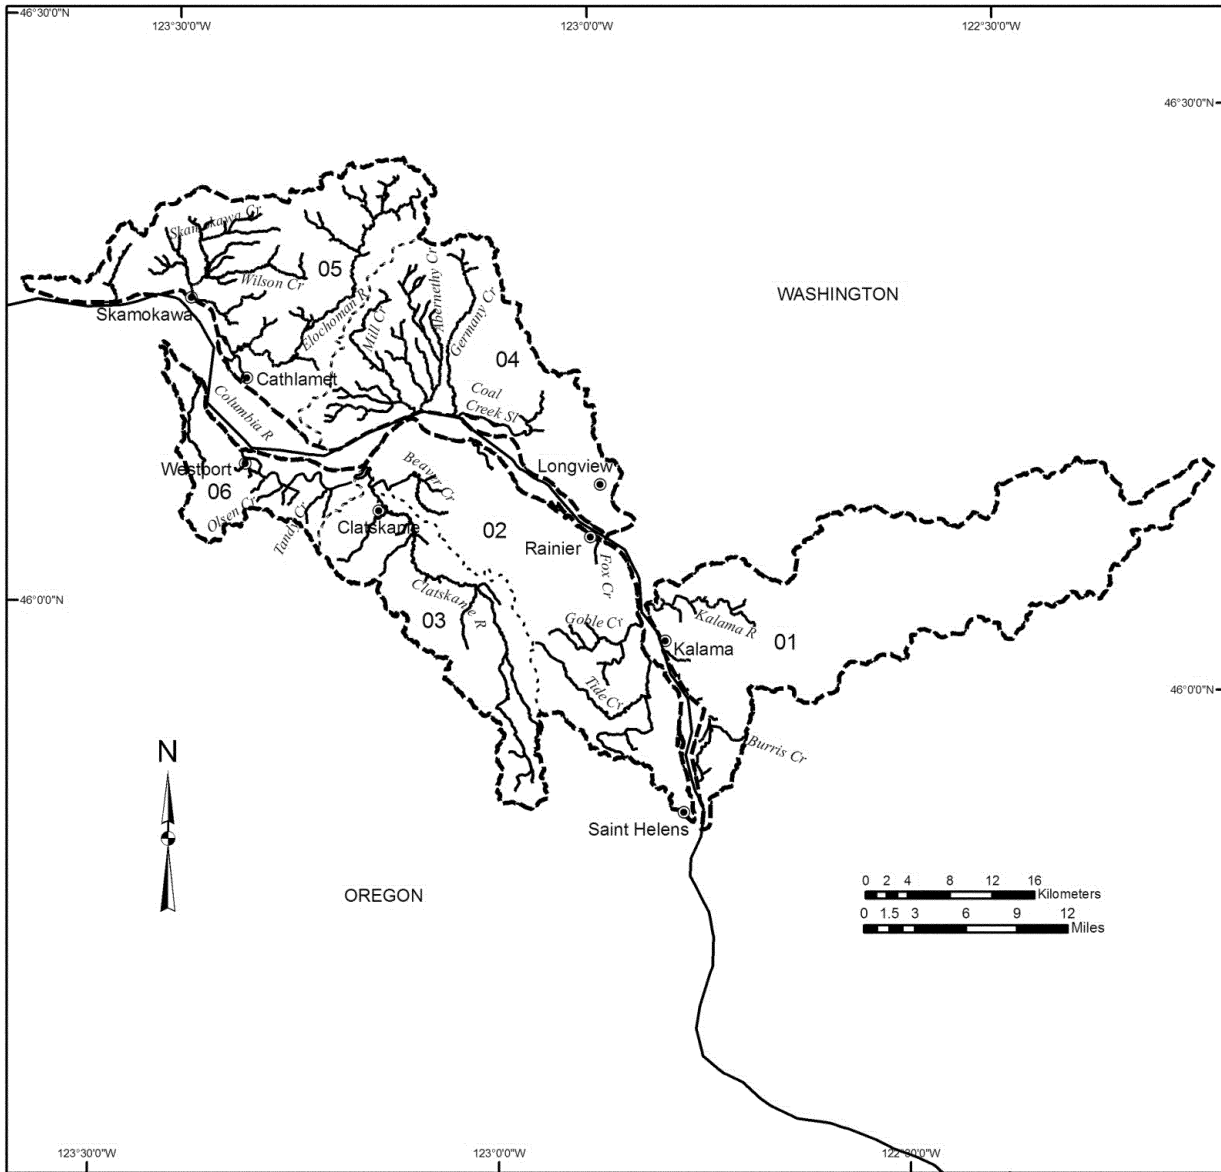 46°30'0"N
123°30'0"W
123°0'0"W
122°30'0"W
46°30'0"N
Skamokawa Cr
05
Wilson Cr
WASHINGTON
Skamokawa
Elochoman R
Mill Cr
Abernethy Cr
Germany Cr
04
Cathlamet
Columbia R
Coal
Creek Sl
Westport
06
Olsen Cr
Tandy Cr
Beaver Cr
Longview
Clatskanie
02
Rainier
Fox Cr
46°0'0"N
Clatskanie R
03
Goble Cr
Kalama R
01
Kalama
Tide Cr
46°0'0"N
Burris Cr
N
Saint Helens
OREGON
0 2 4 8 12 16
Kilometers
0 1.5 3 6 9 12
Miles
123°30'0"W
123°0'0"W
122°30'0"W